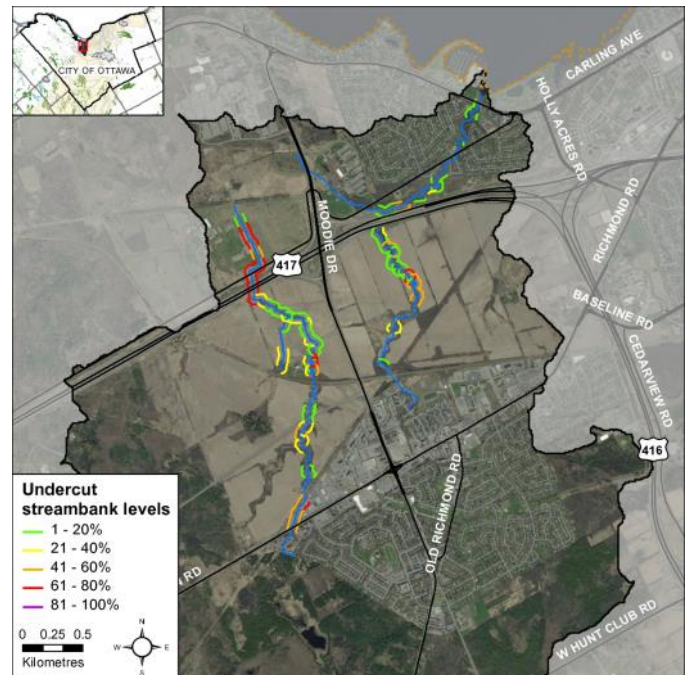 CITY OF OTTAWA
CARLING AVE
HOLLY ACRES RD
RICHMOND RD
MOODIE DR
417
BASELINE RD
CEDARVIEW RD
416
OLD RICHMOND RD
N RD
W HUNT CLUB RD
Undercut
streambank levels
1 - 20%
21 - 40%
41 - 60%
61 - 80%
81 - 100%
0 0.25 0.5
Kilometres
N
W E
S